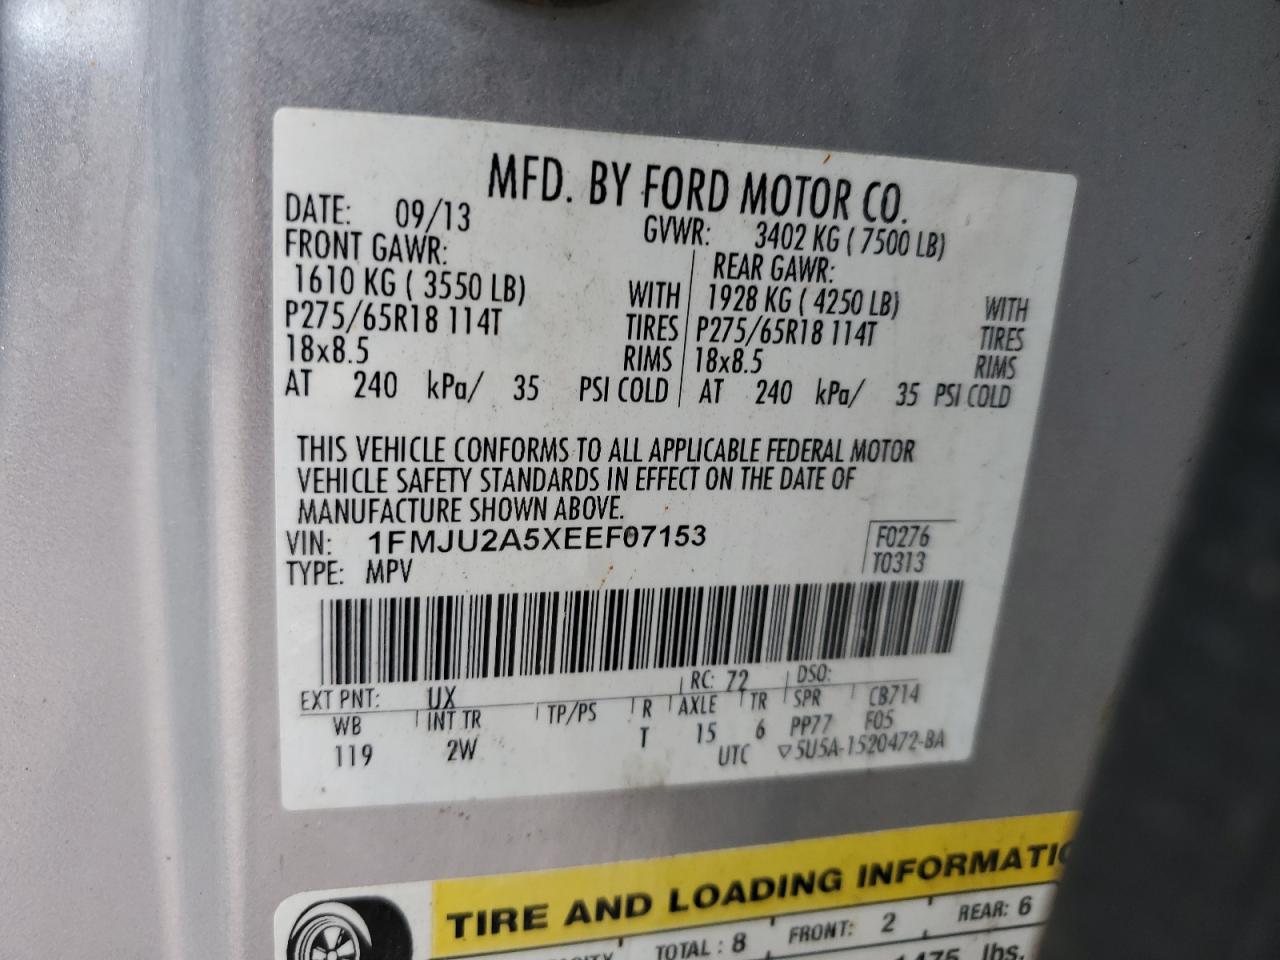 MFD. BY FORD MOTOR CO.
DATE: 09/13 GVWR: 3402 KG ( 7500 LB)
FRONT GAWR: REAR GAWR:
1610 KG ( 3550 LB) WITH 1928 KG ( 4250 LB) WITH
P275/65R18 114T TIRES P275/65R18 114T TIRES
18x8.5 RIMS 18x8.5 RIMS
AT 240 kPa/ 35 PSI COLD AT 240 kPa/ 35 PSI COLD
THIS VEHICLE CONFORMS TO ALL APPLICABLE FEDERAL MOTOR
VEHICLE SAFETY STANDARDS IN EFFECT ON THE DATE OF
MANUFACTURE SHOWN ABOVE.
VIN: 1FMJU2A5XEEF07153 F0276
TYPE: MPV T0313
EXT PNT: UX RC: 72 DSO:
WB INT TR TP/PS R AXLE TR SPR CB714
119 2W T 15 6 PP77 F05
UTC ▽5U5A-1520472-BA
TIRE AND LOADING INFORMATIO
TOTAL : 8 FRONT: 2 REAR: 6
lbs.